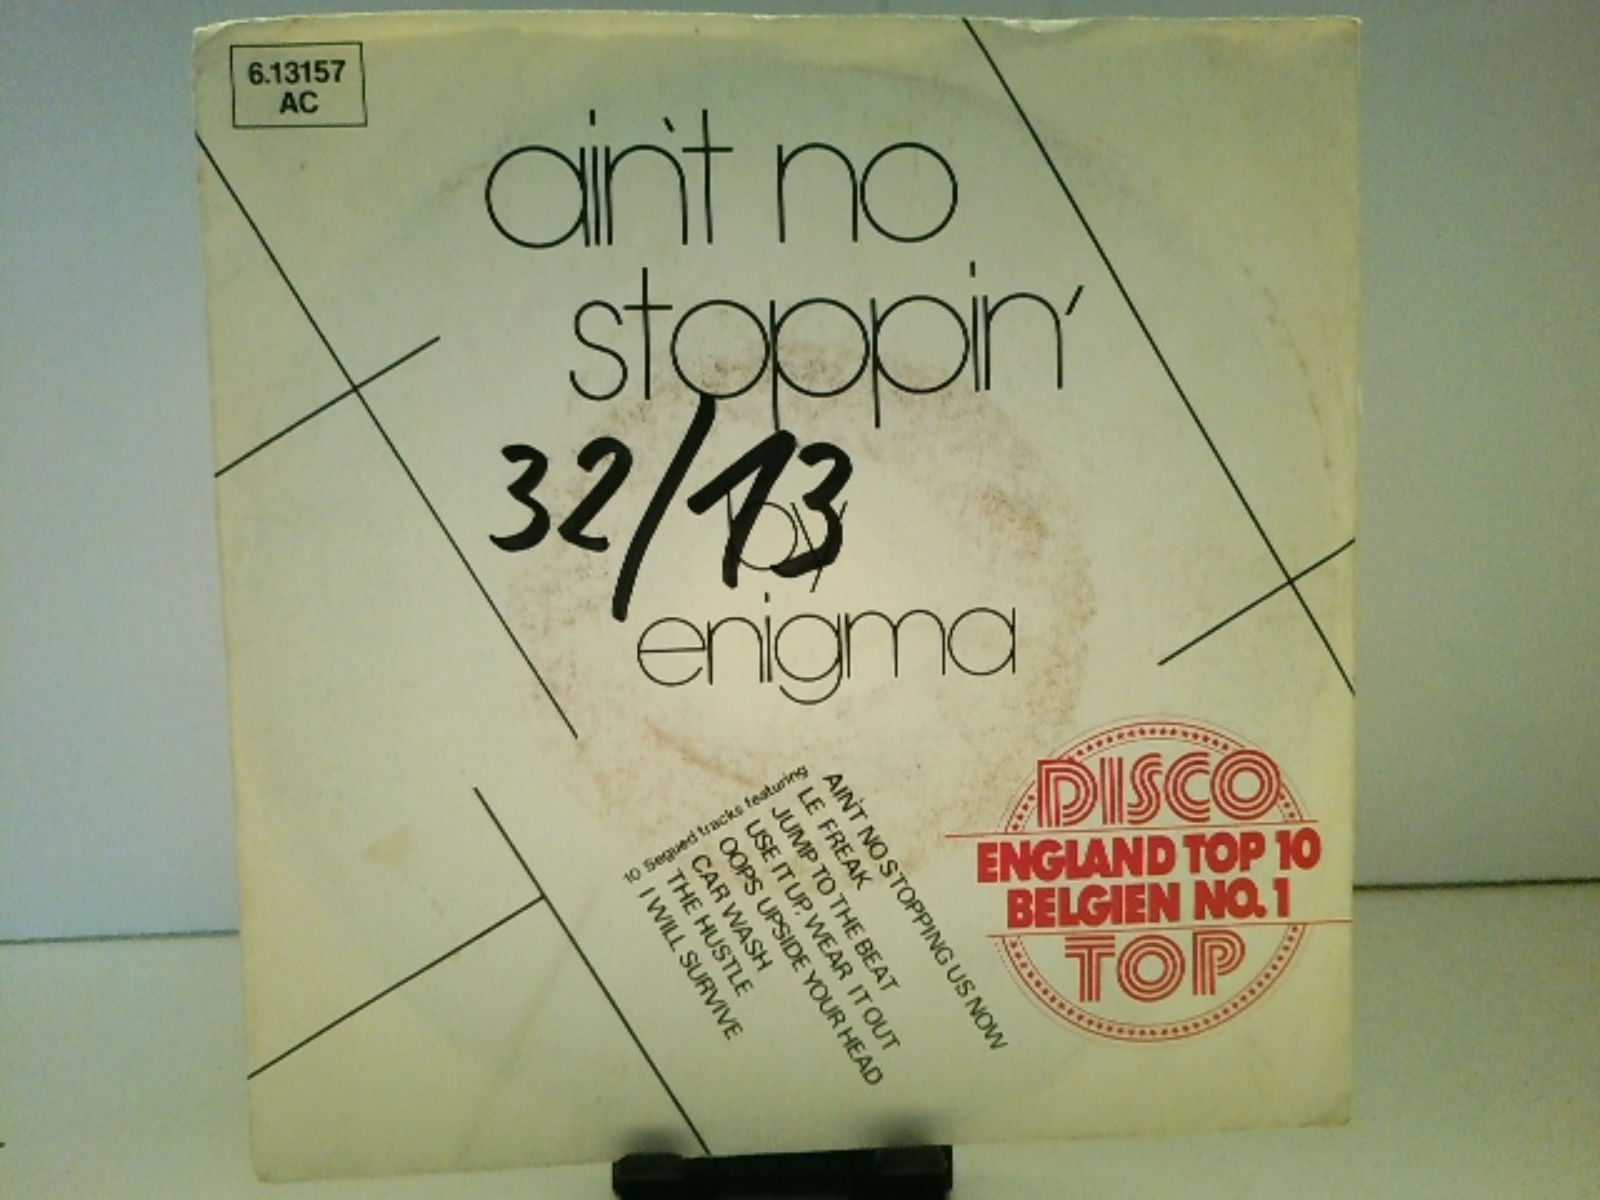 6.13157
AC
ain't no
stoppin'
32/13
by
enigma
10 Segued tracks featuring
AIN'T NO STOPPING US NOW
LE FREAK
JUMP TO THE BEAT
USE IT UP, WEAR IT OUT
OOPS UPSIDE YOUR HEAD
CAR WASH
THE HUSTLE
I WILL SURVIVE
DISCO
ENGLAND TOP 10
BELGIEN NO. 1
TOP